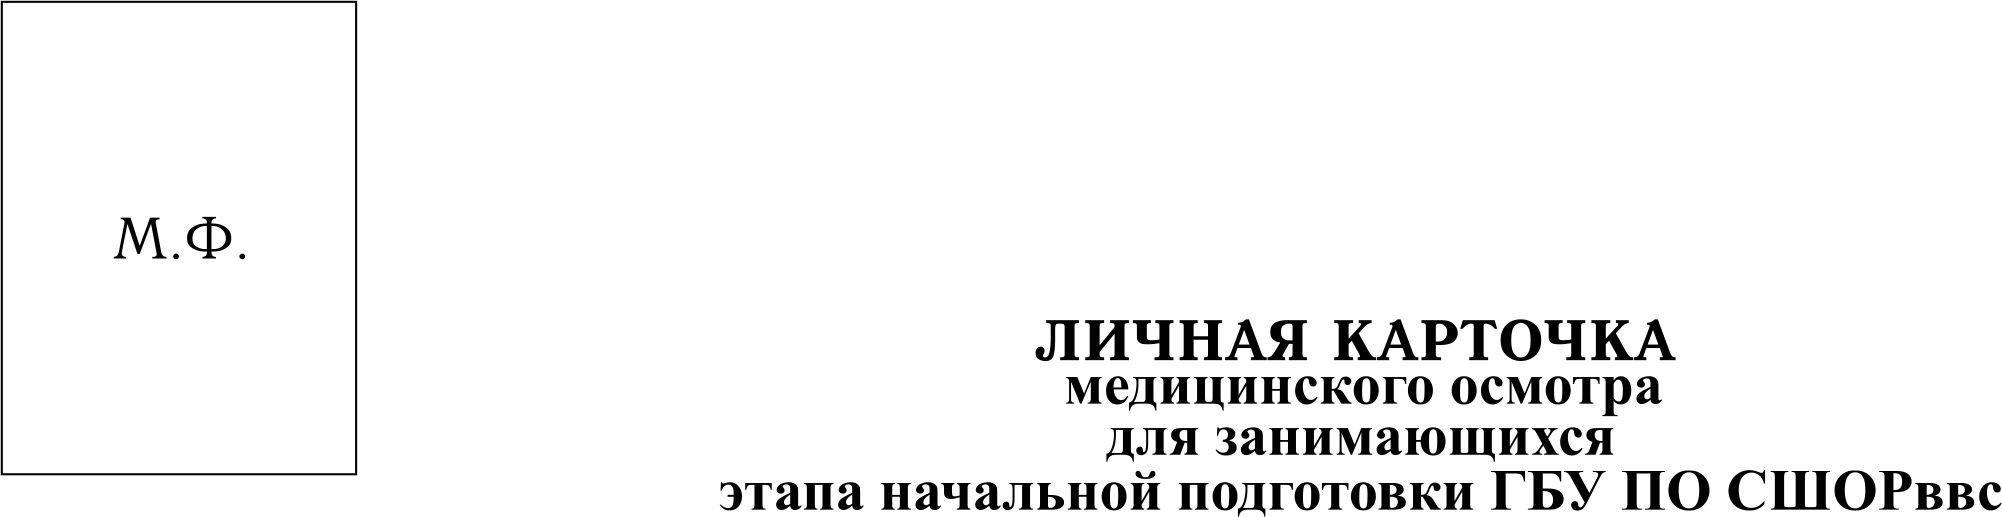 М.Ф.
ЛИЧНАЯ КАРТОЧКА
медицинского осмотра
для занимающихся
этапа начальной подготовки ГБУ ПО СШОРввс